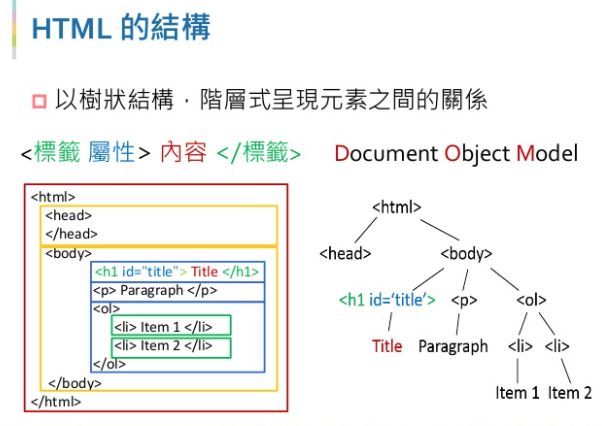 HTML 的結構
以樹狀結構，階層式呈現元素之間的關係
<標籤 屬性> 內容 </標籤>
Document Object Model
<html>
<head>
</head>
<body>
<h1 id="title"> Title </h1>
<p> Paragraph </p>
<ol>
<li> Item 1 </li>
<li> Item 2 </li>
</ol>
</body>
</html>
<html>
<head> <body>
<h1 id=‘title’> <p> <ol>
Title Paragraph <li> <li>
Item 1 Item 2